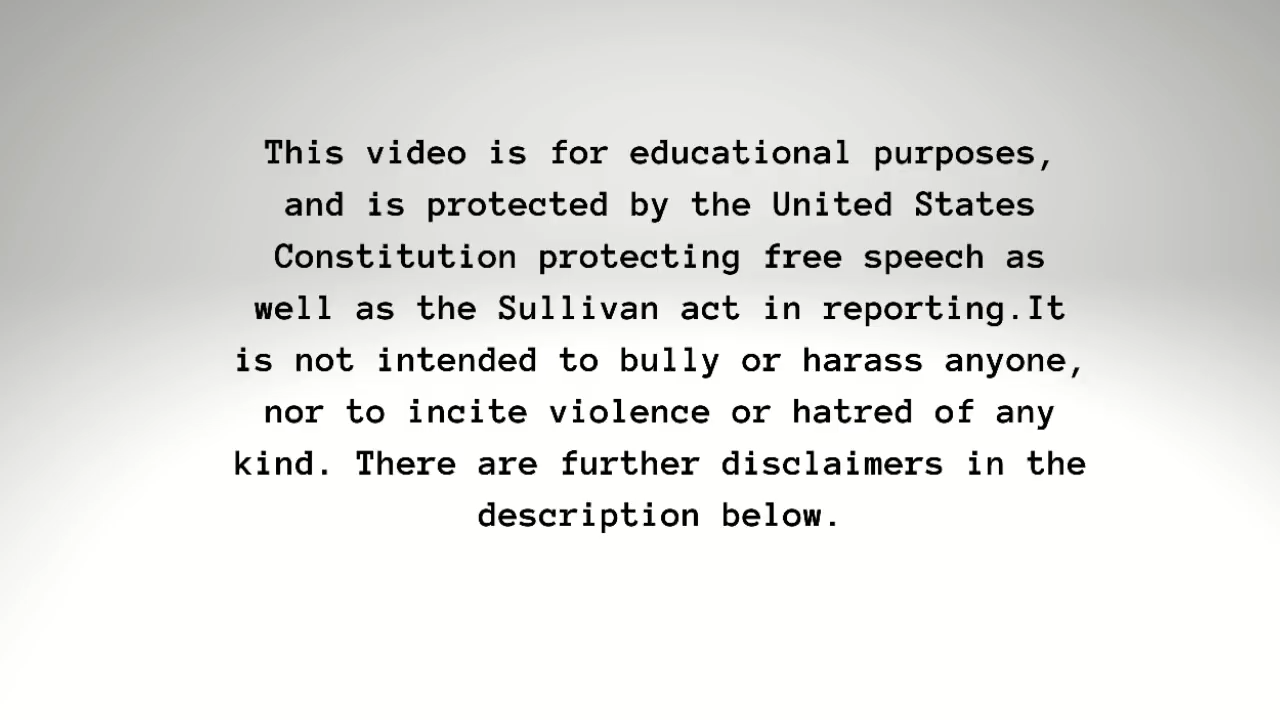 This video is for educational purposes,
and is protected by the United States
Constitution protecting free speech as
well as the Sullivan act in reporting.It
is not intended to bully or harass anyone,
nor to incite violence or hatred of any
kind. There are further disclaimers in the
description below.